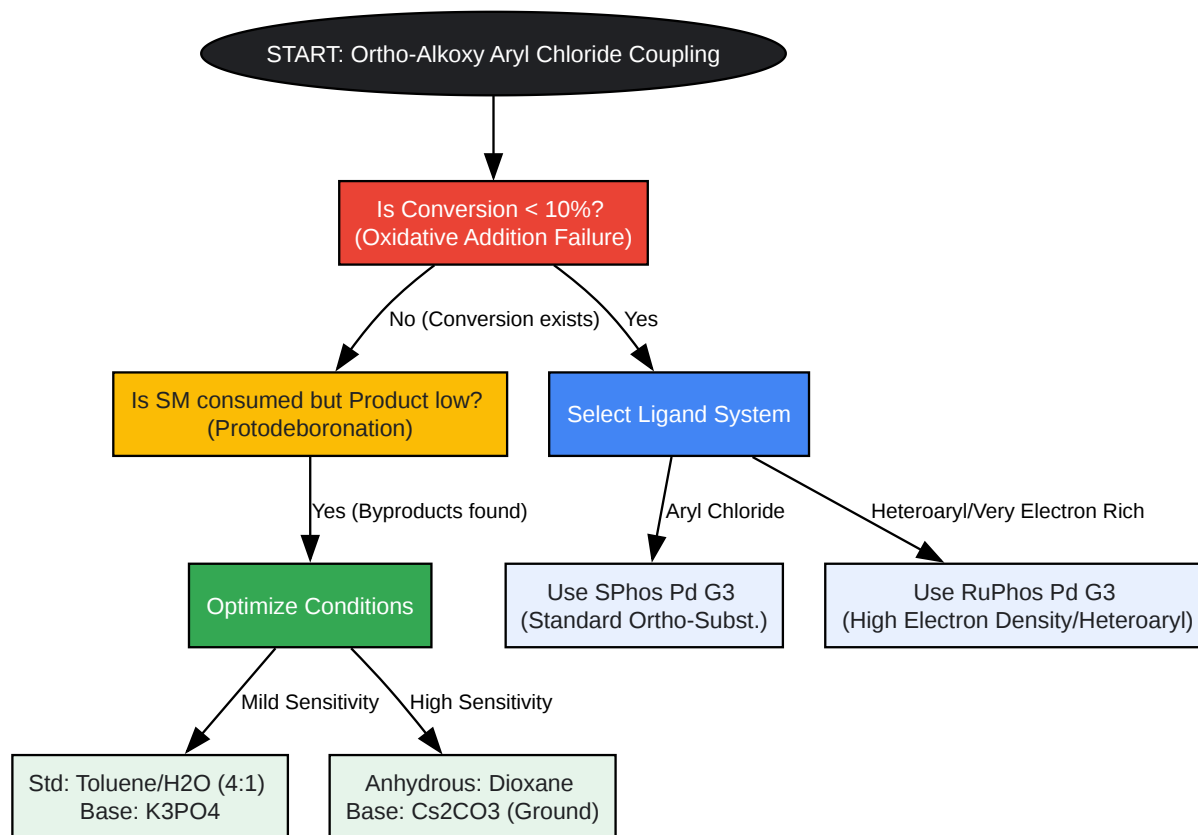 START: Ortho-Alkoxy Aryl Chloride Coupling
Is Conversion < 10%?
(Oxidative Addition Failure)
No (Conversion exists)
Yes
Is SM consumed but Product low?
(Protodeboronation)
Select Ligand System
Yes (Byproducts found)
Aryl Chloride
Heteroaryl/Very Electron Rich
Optimize Conditions
Use SPhos Pd G3
(Standard Ortho-Subst.)
Use RuPhos Pd G3
(High Electron Density/Heteroaryl)
Mild Sensitivity
High Sensitivity
Std: Toluene/H2O (4:1)
Base: K3PO4
Anhydrous: Dioxane
Base: Cs2CO3 (Ground)